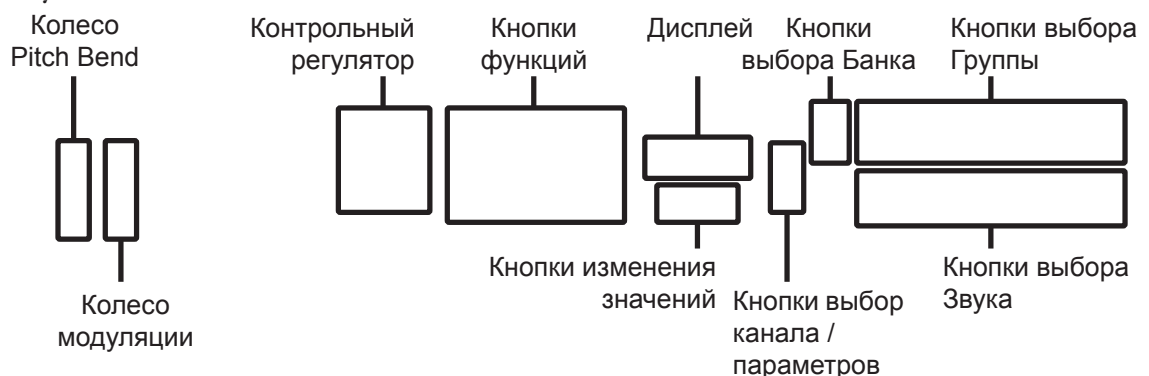 Колесо
Pitch Bend
Контрольный
регулятор
Кнопки
функций
Дисплей
Кнопки
выбора Банка
Кнопки выбора
Группы
Колесо
модуляции
Кнопки изменения
значений
Кнопки выбор
канала /
параметров
Кнопки выбора
Звука